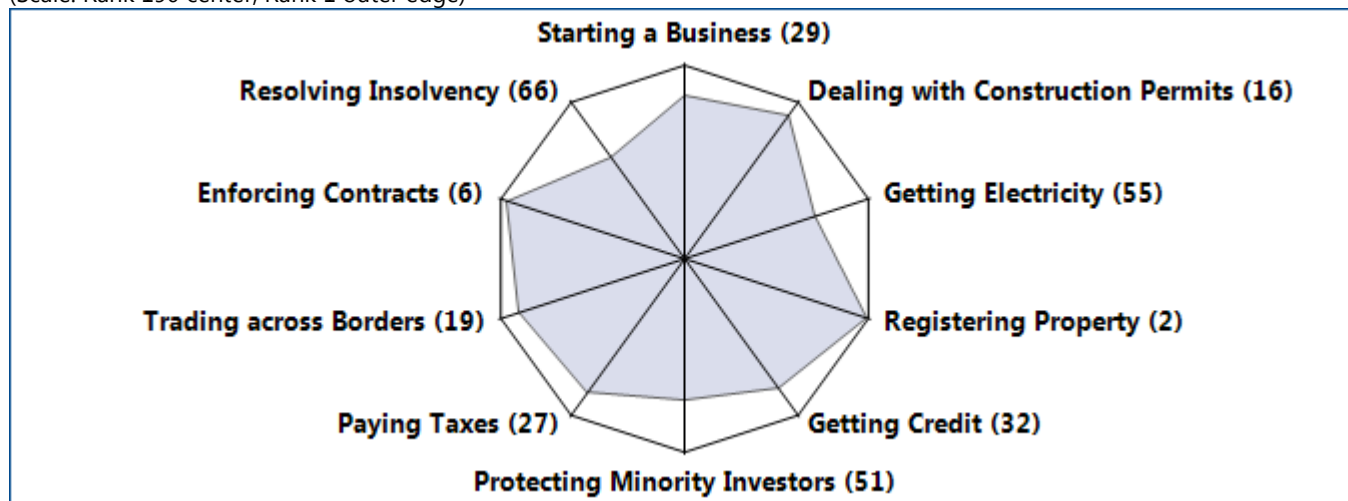 (Scale: Rank 190 center, Rank 1 outer edge)
Starting a Business (29)
Resolving Insolvency (66)
Dealing with Construction Permits (16)
Enforcing Contracts (6)
Getting Electricity (55)
Trading across Borders (19)
Registering Property (2)
Paying Taxes (27)
Getting Credit (32)
Protecting Minority Investors (51)